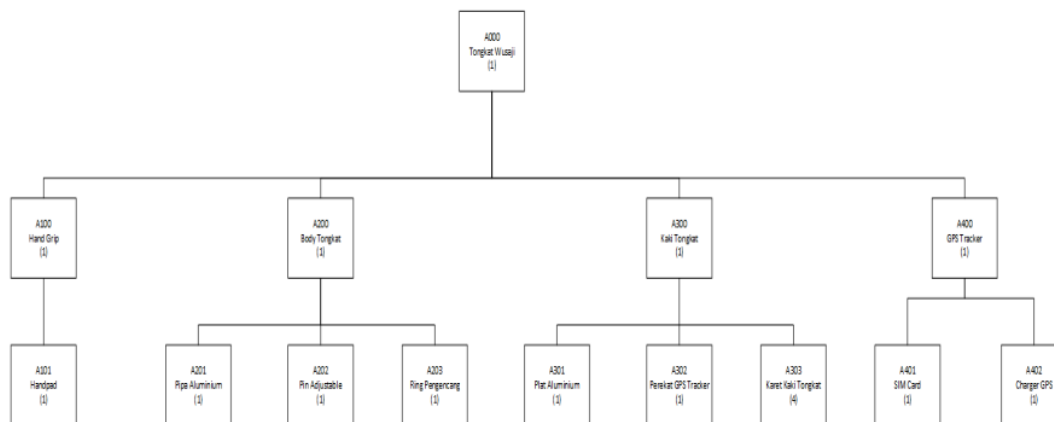 A000
Tongkat Wusaji
(1)
A100
Hand Grip
(1)
A200
Body Tongkat
(1)
A300
Kaki Tongkat
(1)
A400
GPS Tracker
(1)
A101
Handpad
(1)
A201
Pipa Aluminium
(1)
A202
Pin Adjustable
(1)
A203
Ring Pengencang
(1)
A301
Plat Aluminium
(1)
A302
Perekat GPS Tracker
(1)
A303
Karet Kaki Tongkat
(4)
A401
SIM Card
(1)
A402
Charger GPS
(1)